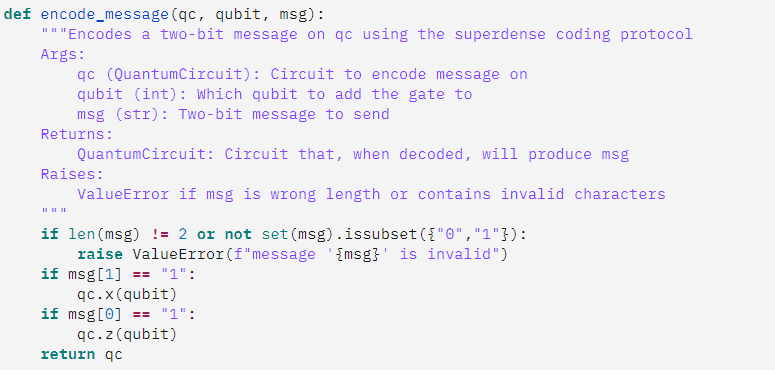 def encode_message(qc, qubit, msg):
    """Encodes a two-bit message on qc using the superdense coding protocol
    Args:
        qc (QuantumCircuit): Circuit to encode message on
        qubit (int): Which qubit to add the gate to
        msg (str): Two-bit message to send
    Returns:
        QuantumCircuit: Circuit that, when decoded, will produce msg
    Raises:
        ValueError if msg is wrong length or contains invalid characters
    """
    if len(msg) != 2 or not set(msg).issubset({"0","1"}):
        raise ValueError(f"message '{msg}' is invalid")
    if msg[1] == "1":
        qc.x(qubit)
    if msg[0] == "1":
        qc.z(qubit)
    return qc